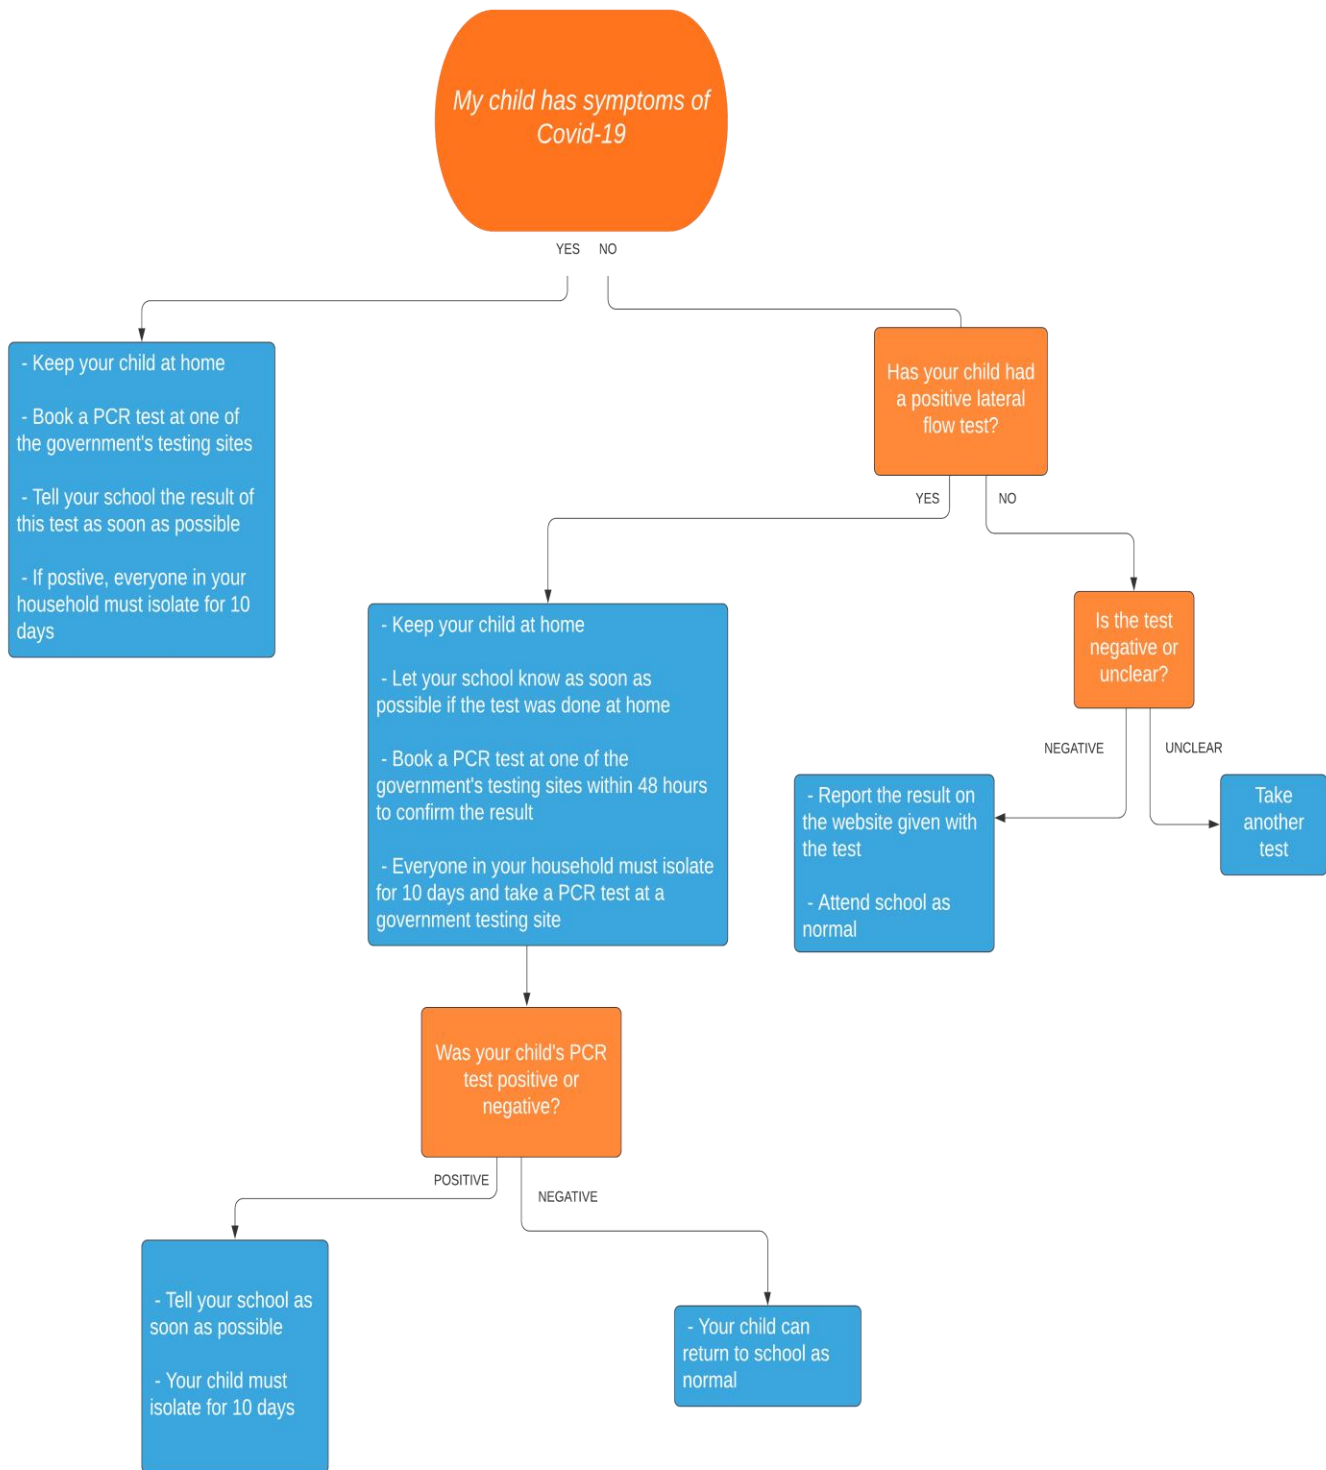 My child has symptoms of
Covid-19
YES NO
- Keep your child at home
- Book a PCR test at one of
the government's testing sites
- Tell your school the result of
this test as soon as possible
- If postive, everyone in your
household must isolate for 10
days
Has your child had
a positive lateral
flow test?
YES NO
- Keep your child at home
- Let your school know as soon as
possible if the test was done at home
- Book a PCR test at one of the
government's testing sites within 48 hours
to confirm the result
- Everyone in your household must isolate
for 10 days and take a PCR test at a
government testing site
Is the test
negative or
unclear?
NEGATIVE UNCLEAR
- Report the result on
the website given with
the test
- Attend school as
normal
Take
another
test
Was your child's PCR
test positive or
negative?
POSITIVE
NEGATIVE
- Tell your school as
soon as possible
- Your child must
isolate for 10 days
- Your child can
return to school as
normal